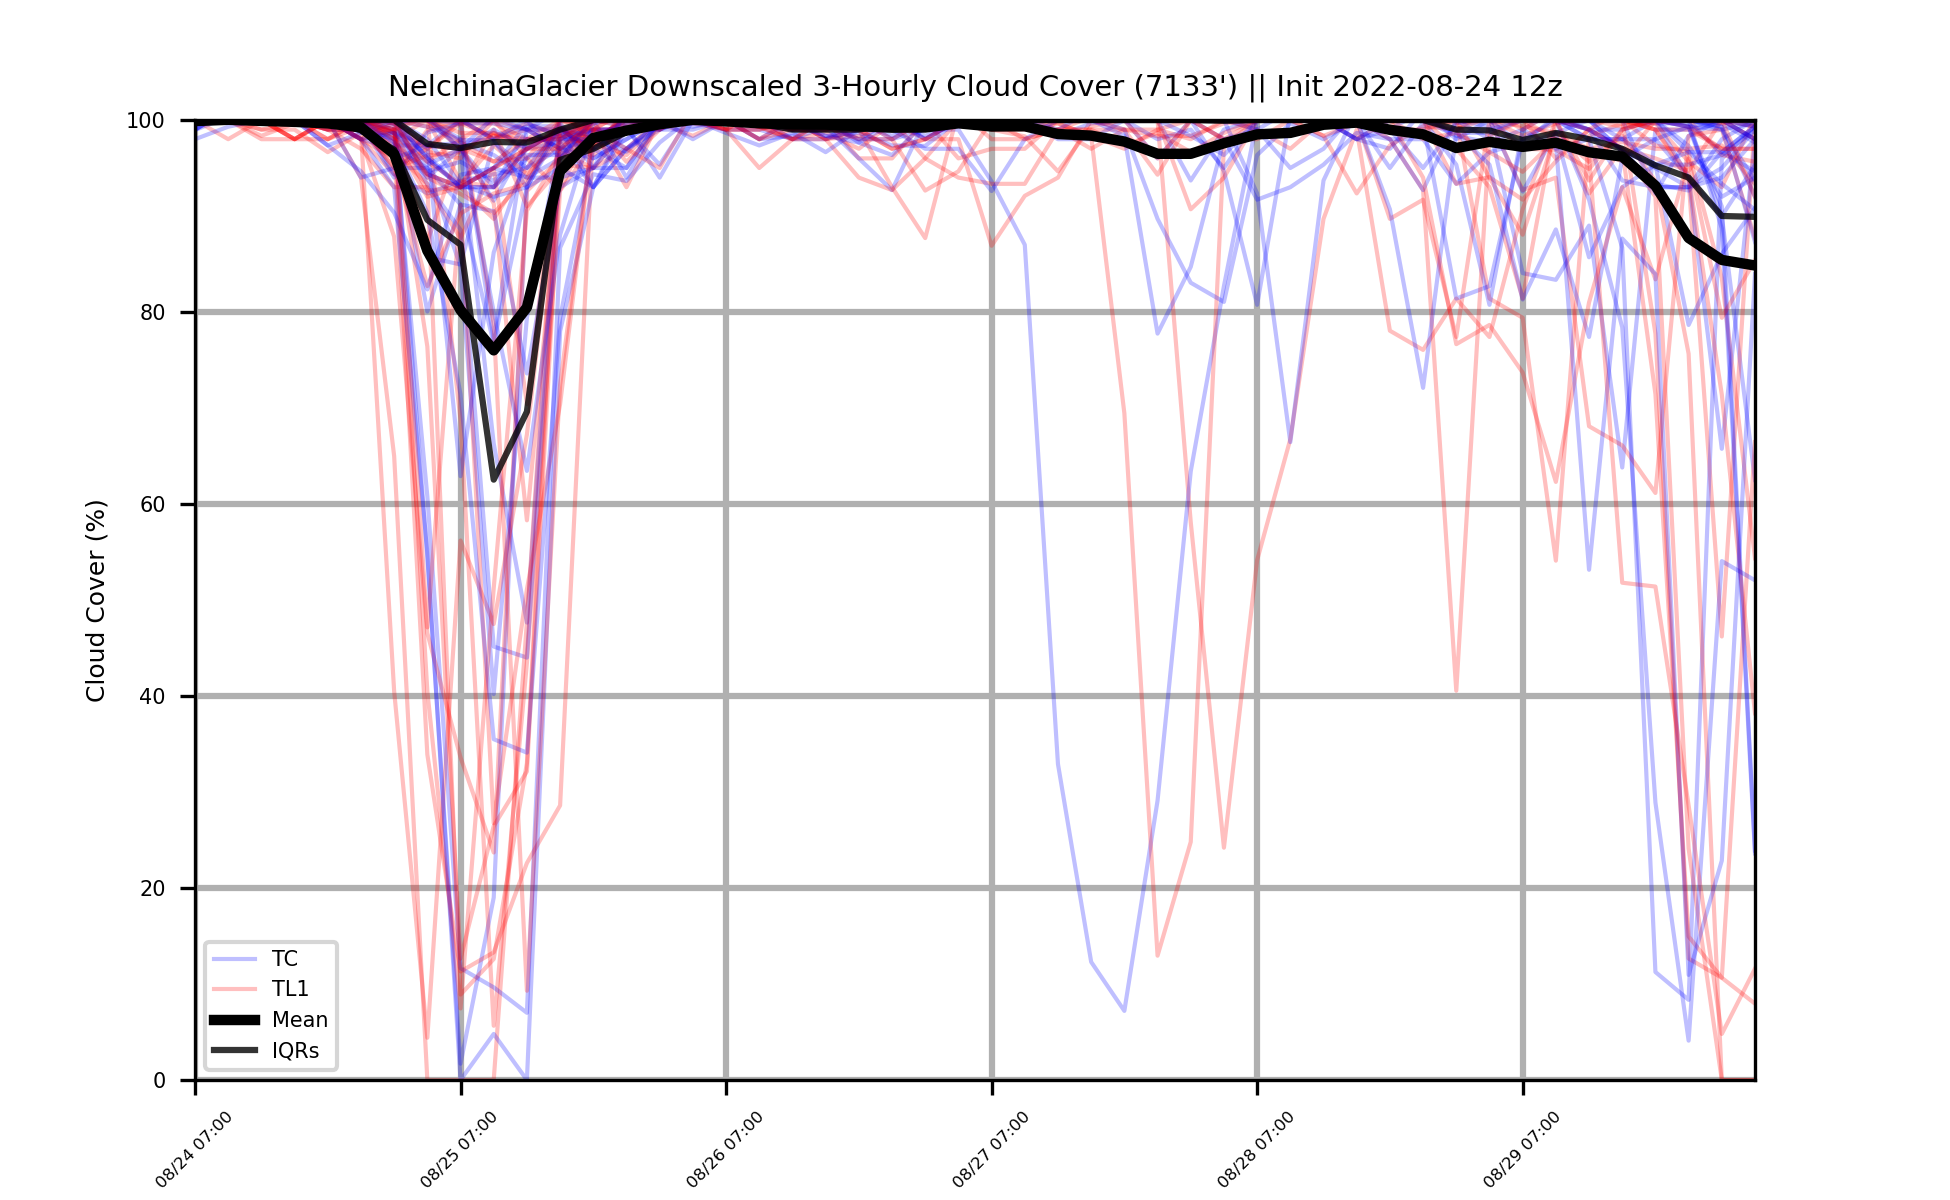 NelchinaGlacier Downscaled 3-Hourly Cloud Cover (7133') || Init 2022-08-24 12z
Cloud Cover (%)
100
80
60
40
20
0
TC
TL1
Mean
IQRs
08/24 07:00
08/25 07:00
08/26 07:00
08/27 07:00
08/28 07:00
08/29 07:00